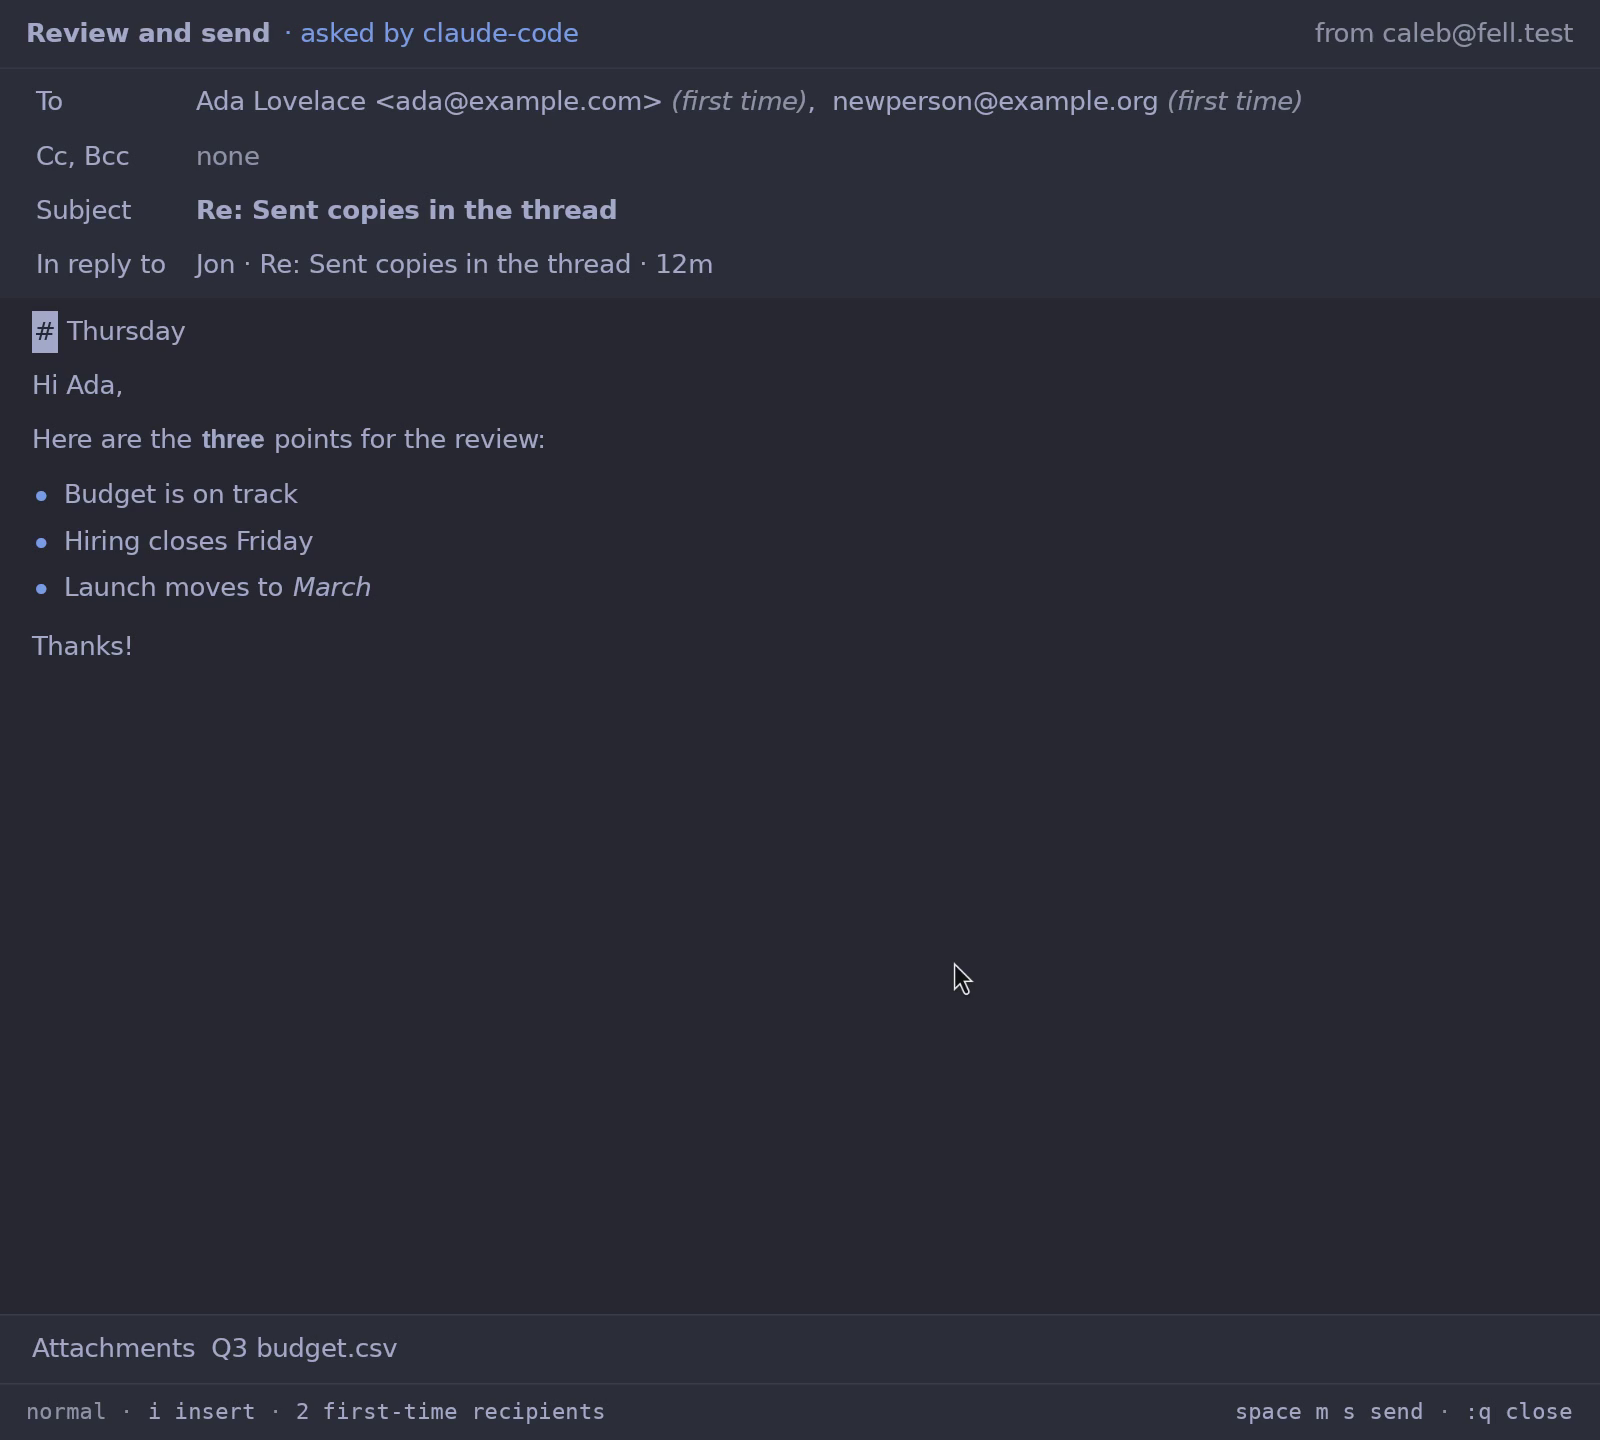 Review and send · asked by claude-code from caleb@fell.test
To Ada Lovelace <ada@example.com> (first time), newperson@example.org (first time)
Cc, Bcc none
Subject Re: Sent copies in the thread
In reply to Jon · Re: Sent copies in the thread · 12m
# Thursday
Hi Ada,
Here are the three points for the review:
• Budget is on track
• Hiring closes Friday
• Launch moves to March
Thanks!
Attachments Q3 budget.csv
normal · i insert · 2 first-time recipients space m s send · :q close